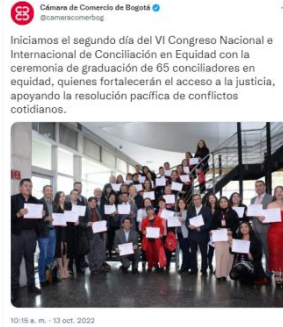 Cámara de Comercio de Bogotá
@camaracomerbog
Iniciamos el segundo día del VI Congreso Nacional e
Internacional de Conciliación en Equidad con la
ceremonia de graduación de 65 conciliadores en
equidad, quienes fortalecerán el acceso a la justicia,
apoyando la resolución pacífica de conflictos
cotidianos.
10:15 a. m. · 13 oct. 2022